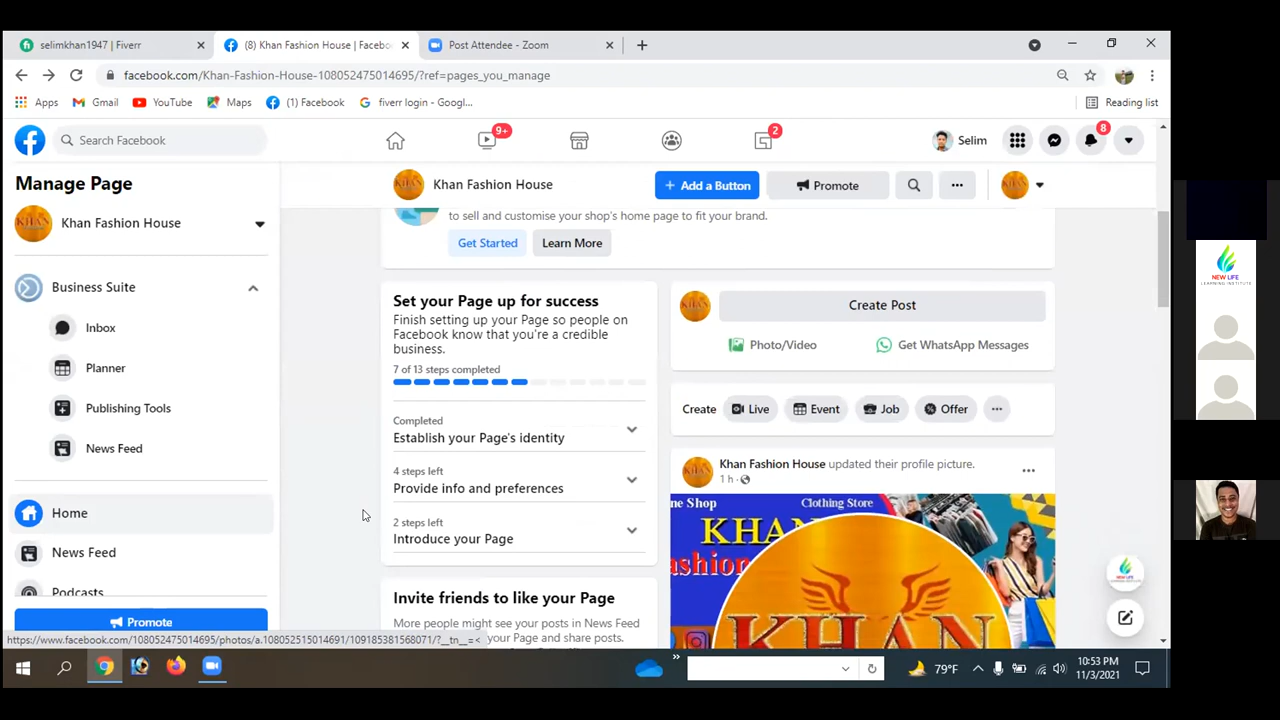 selimkhan1947 | Fiverr
(8) Khan Fashion House | Facebo
Post Attendee - Zoom
facebook.com/Khan-Fashion-House-108052475014695/?ref=pages_you_manage
Apps
Gmail
YouTube
Maps
(1) Facebook
fiverr login - Googl...
Reading list
Search Facebook
9+
2
Selim
8
Manage Page
Khan Fashion House
Business Suite
Inbox
Planner
Publishing Tools
News Feed
Home
News Feed
Podcasts
Promote
https://www.facebook.com/108052475014695/photos/a.108052515014691/109185381568071/?__tn__=<
KHAN
Khan Fashion House
+ Add a Button
Promote
to sell and customise your shop's home page to fit your brand.
Get Started
Learn More
Set your Page up for success
Finish setting up your Page so people on
Facebook know that you're a credible
business.
7 of 13 steps completed
Completed
Establish your Page's identity
4 steps left
Provide info and preferences
2 steps left
Introduce your Page
Invite friends to like your Page
More people might see your posts in News Feed
your Page and share posts.
Create Post
Photo/Video
Get WhatsApp Messages
Create
Live
Event
Job
Offer
Khan Fashion House updated their profile picture.
1 h
ne Shop
Clothing Store
KHAN
ashion
KHAN
NEW LIFE
LEARNING INSTITUTE
79°F
10:53 PM
11/3/2021